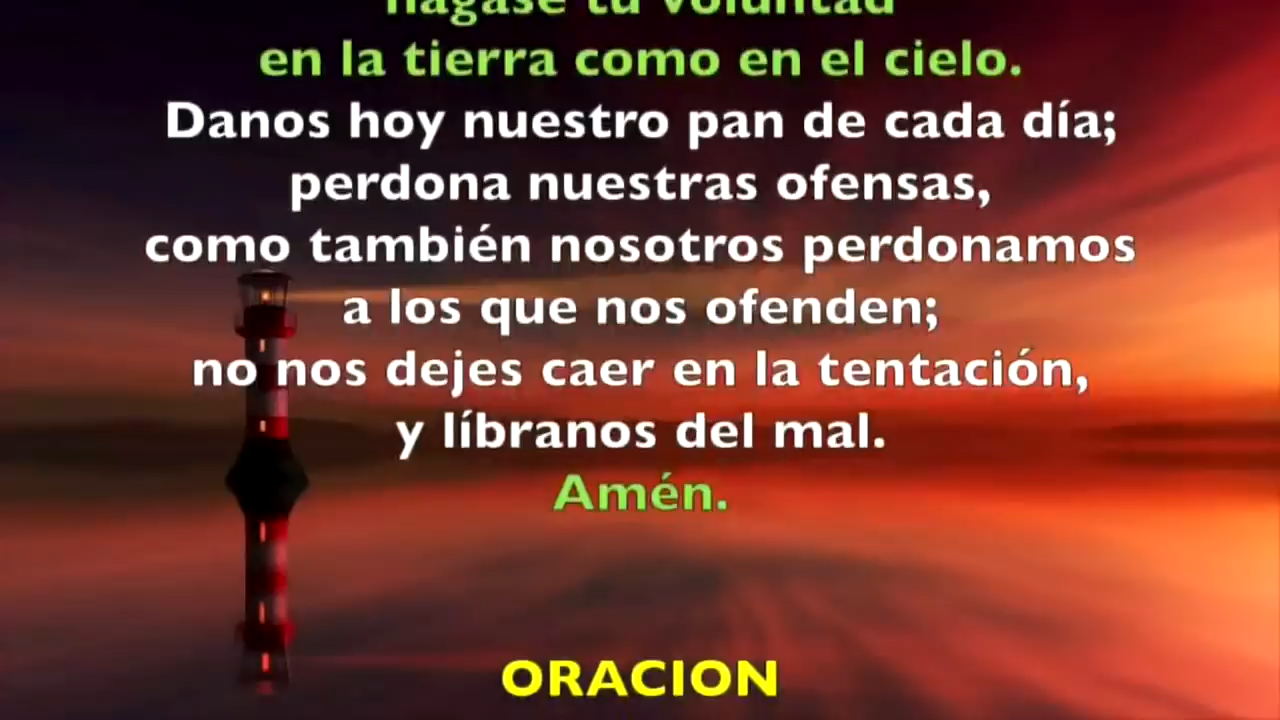 hágase tu voluntad
en la tierra como en el cielo.
Danos hoy nuestro pan de cada día;
perdona nuestras ofensas,
como también nosotros perdonamos
a los que nos ofenden;
no nos dejes caer en la tentación,
y líbranos del mal.
Amén.
ORACION